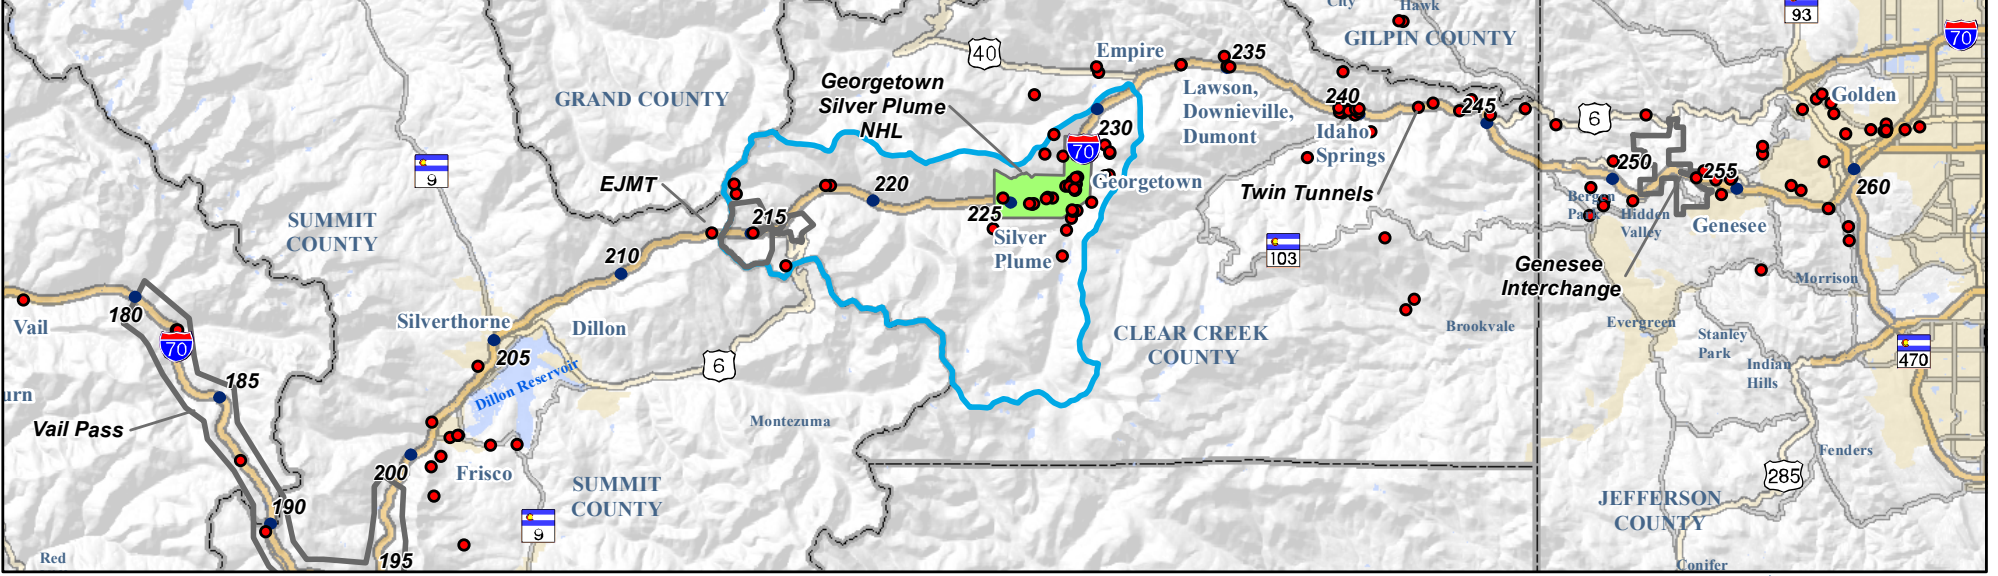 City
Hawk
93
70
GILPIN COUNTY
40
Empire
235
Georgetown
Silver Plume
NHL
GRAND COUNTY
Lawson,
Downieville,
Dumont
240
245
6
Golden
Idaho
Springs
230
70
9
EJMT
220
Georgetown
Twin Tunnels
250
255
260
225
215
Bergen
Park
Hidden
Valley
Genesee
SUMMIT
COUNTY
210
Silver
Plume
103
Genesee
Interchange
Morrison
180
Vail
70
Silverthorne
Dillon
205
Dillon Reservoir
6
CLEAR CREEK
COUNTY
Brookvale
Evergreen
Stanley
Park
Indian
Hills
470
185
urn
Vail Pass
Montezuma
200
Frisco
Fenders
285
SUMMIT
COUNTY
JEFFERSON
COUNTY
190
9
195
Red
Conifer